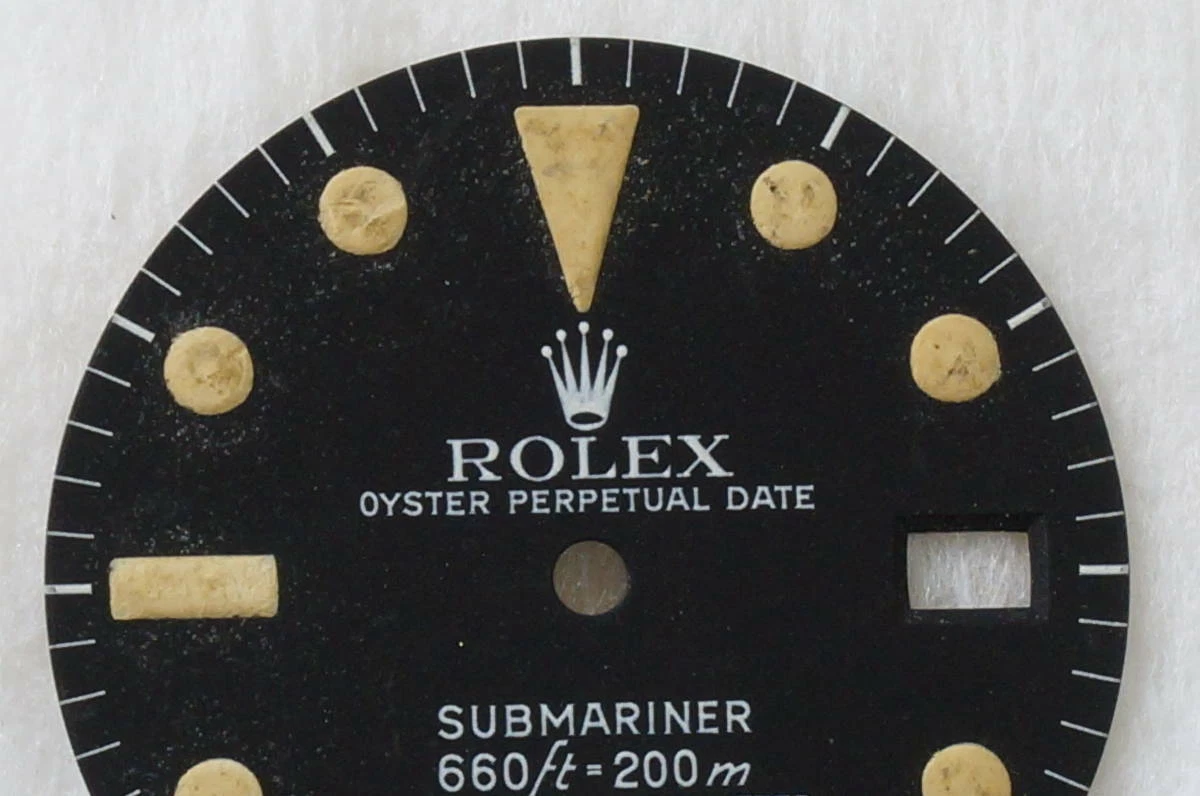 ROLEX
OYSTER PERPETUAL DATE
SUBMARINER
660ft = 200m